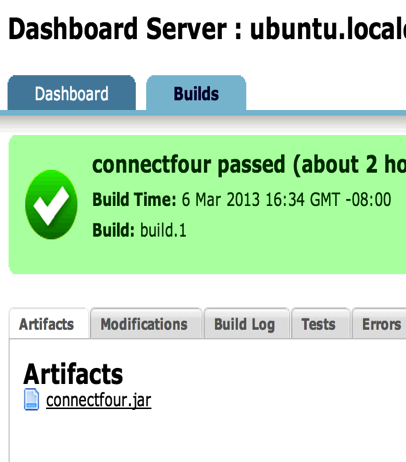 Dashboard Server : ubuntu.local
Dashboard Builds
connectfour passed (about 2 ho
Build Time: 6 Mar 2013 16:34 GMT -08:00
Build: build.1
Artifacts Modifications Build Log Tests Errors
Artifacts
connectfour.jar